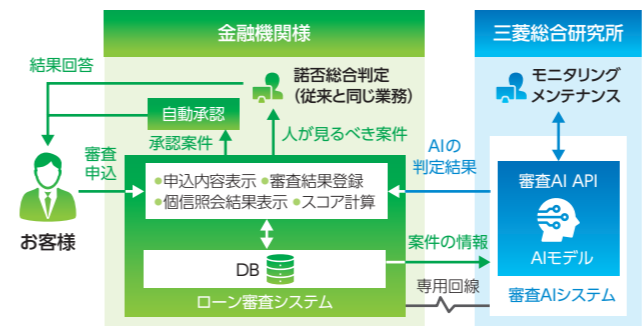 金融機関様
三菱総合研究所
結果回答
諾否総合判定
(従来と同じ業務)
モニタリング
メンテナンス
自動承認
承認案件
人が見るべき案件
審査
申込
AIの
判定結果
●申込内容表示 ●審査結果登録
●個信照会結果表示 ●スコア計算
審査AI API
AIモデル
お客様
案件の情報
DB
専用回線
ローン審査システム
審査AIシステム